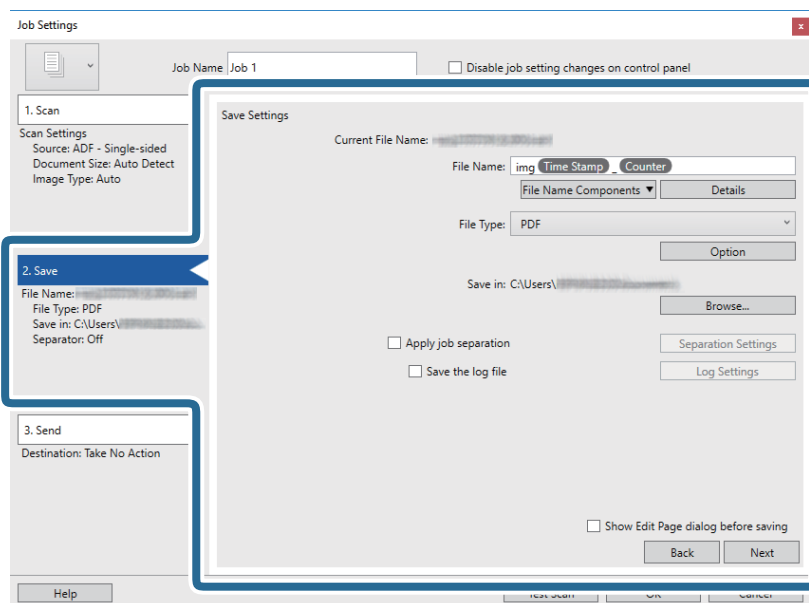 Job Settings
x
Job Name Job 1
Disable job setting changes on control panel
1. Scan
Scan Settings
Source: ADF - Single-sided
Document Size: Auto Detect
Image Type: Auto
2. Save
File Name:
File Type: PDF
Save in: C:\Users\
Separator: Off
3. Send
Destination: Take No Action
Save Settings
Current File Name:
File Name: img Time Stamp _ Counter
File Name Components ▼ Details
File Type: PDF
Option
Save in: C:\Users\
Browse...
Apply job separation Separation Settings
Save the log file Log Settings
Show Edit Page dialog before saving
Back Next
Help Test Scan OK Cancel